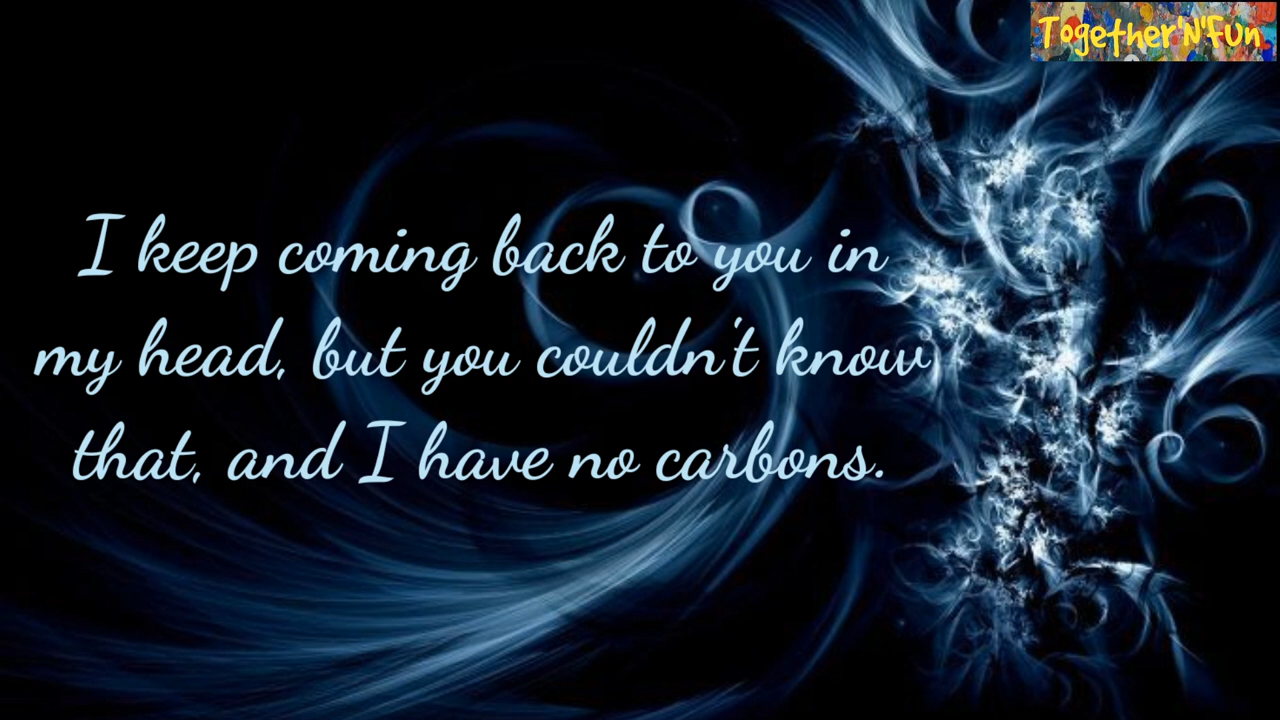 Together'N'Fun
I keep coming back to you in
my head, but you couldn't know
that, and I have no carbons.